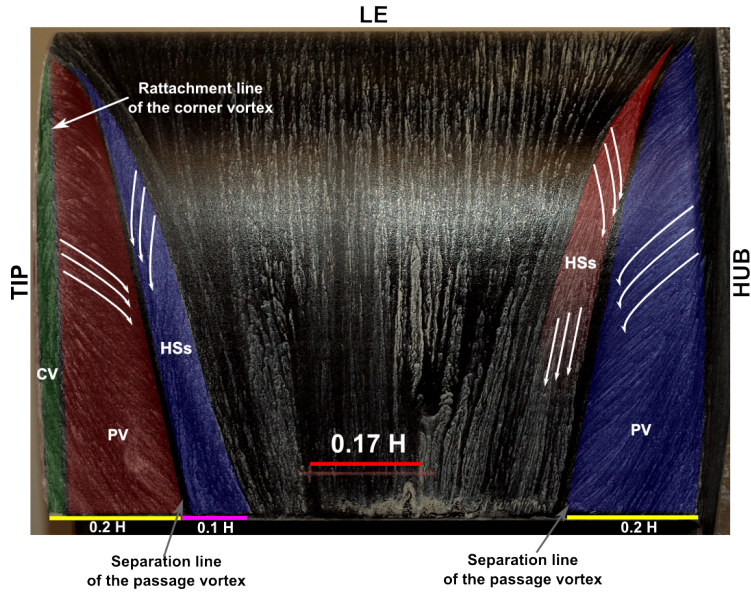 LE
Rattachment line
of the corner vortex
TIP
HUB
HSs
HSs
CV
PV
PV
0.17 H
0.2 H
0.1 H
0.2 H
Separation line
of the passage vortex
Separation line
of the passage vortex